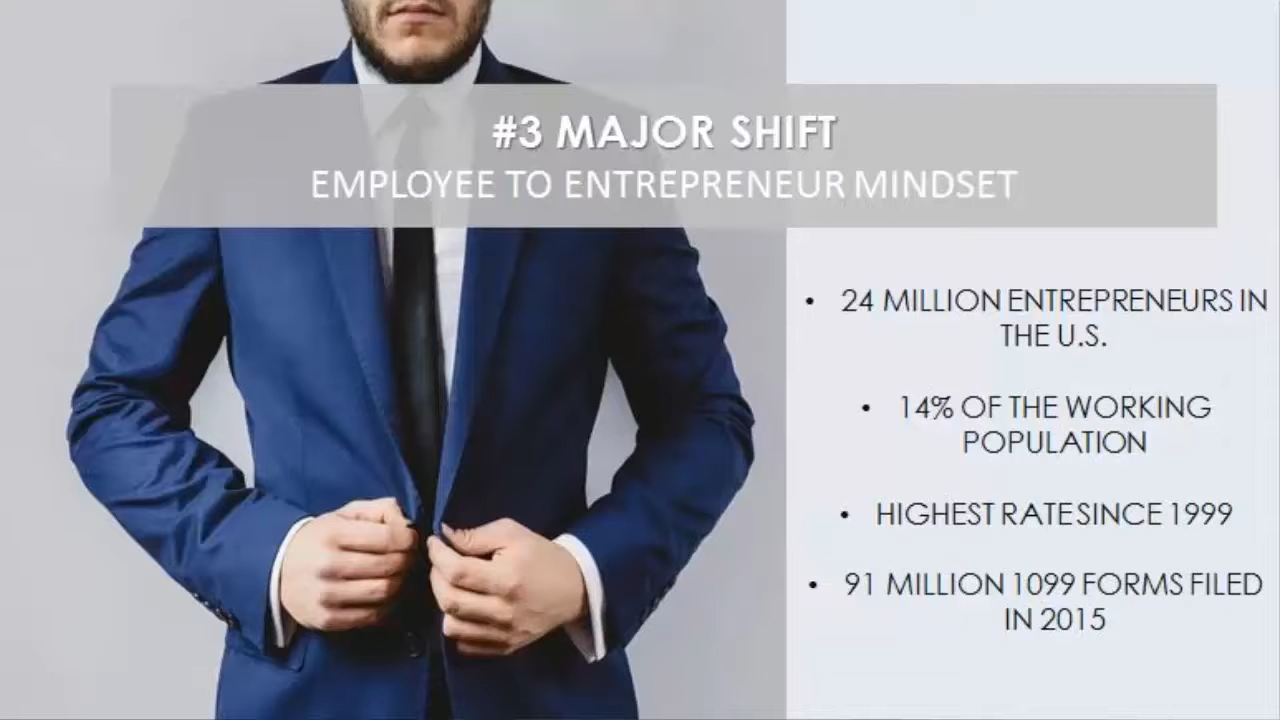 #3 MAJOR SHIFT
EMPLOYEE TO ENTREPRENEUR MINDSET
• 24 MILLION ENTREPRENEURS IN
THE U.S.
• 14% OF THE WORKING
POPULATION
• HIGHEST RATE SINCE 1999
• 91 MILLION 1099 FORMS FILED
IN 2015